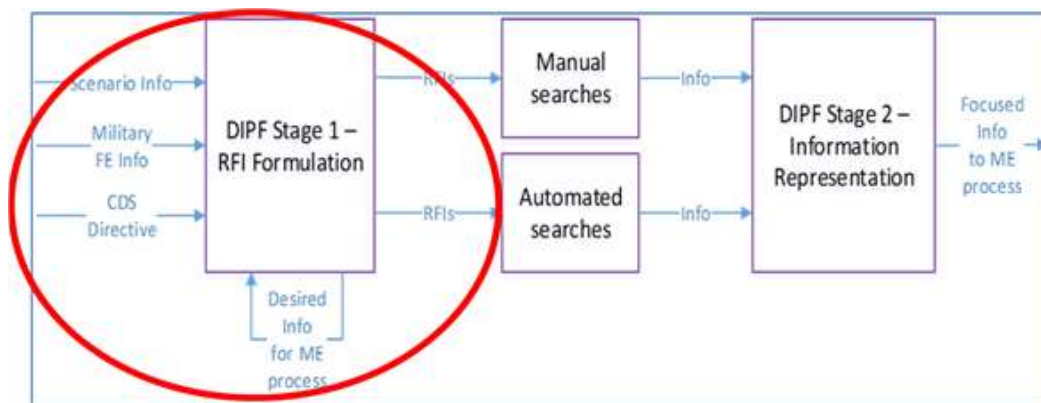 Scenario Info
Military
FE Info
CDS
Directive
DIPF Stage 1 –
RFI Formulation
Desired
Info
for ME
process
RFIs
RFIs
Manual
searches
Automated
searches
Info
Info
DIPF Stage 2 –
Information
Representation
Focused
Info
to ME
process